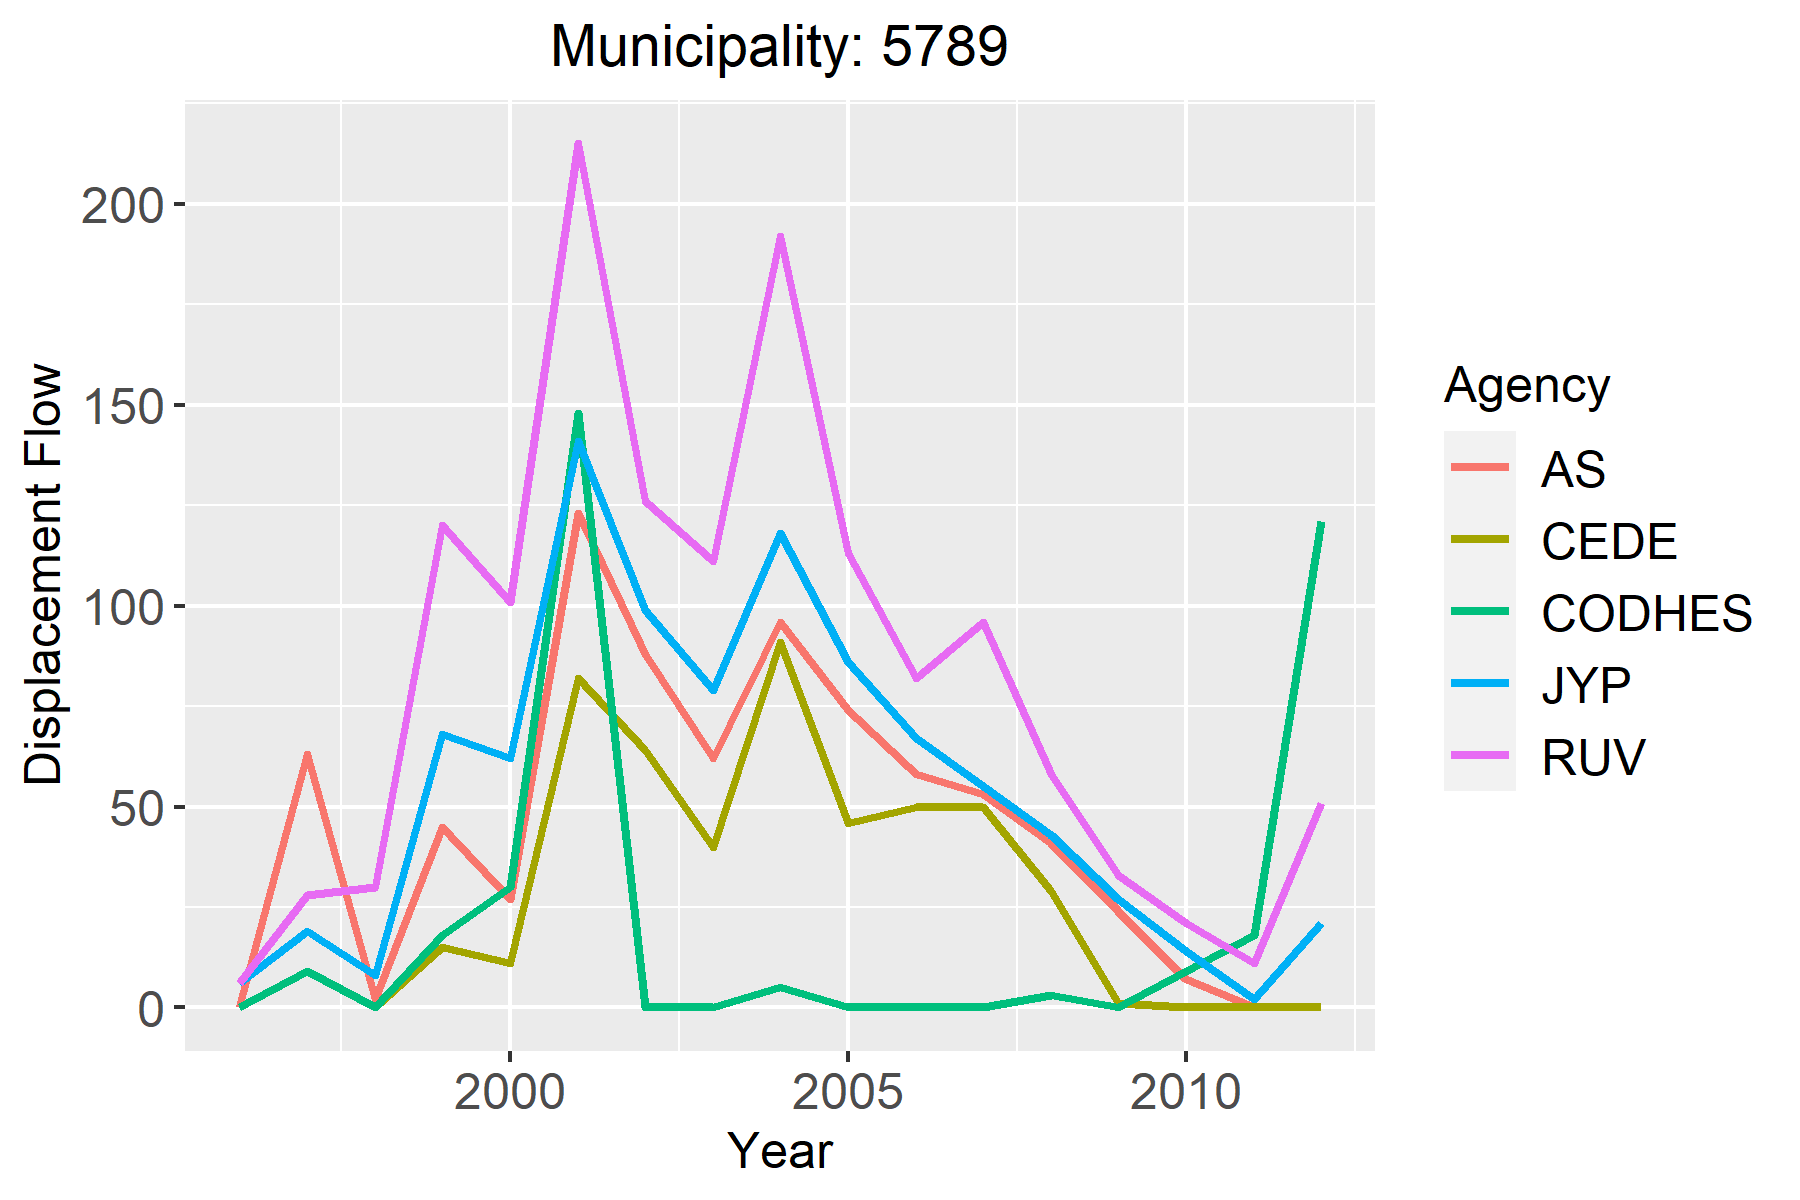 Municipality: 5789
Displacement Flow
200
150
100
50
0
2000
2005
2010
Year
Agency
AS
CEDE
CODHES
JYP
RUV